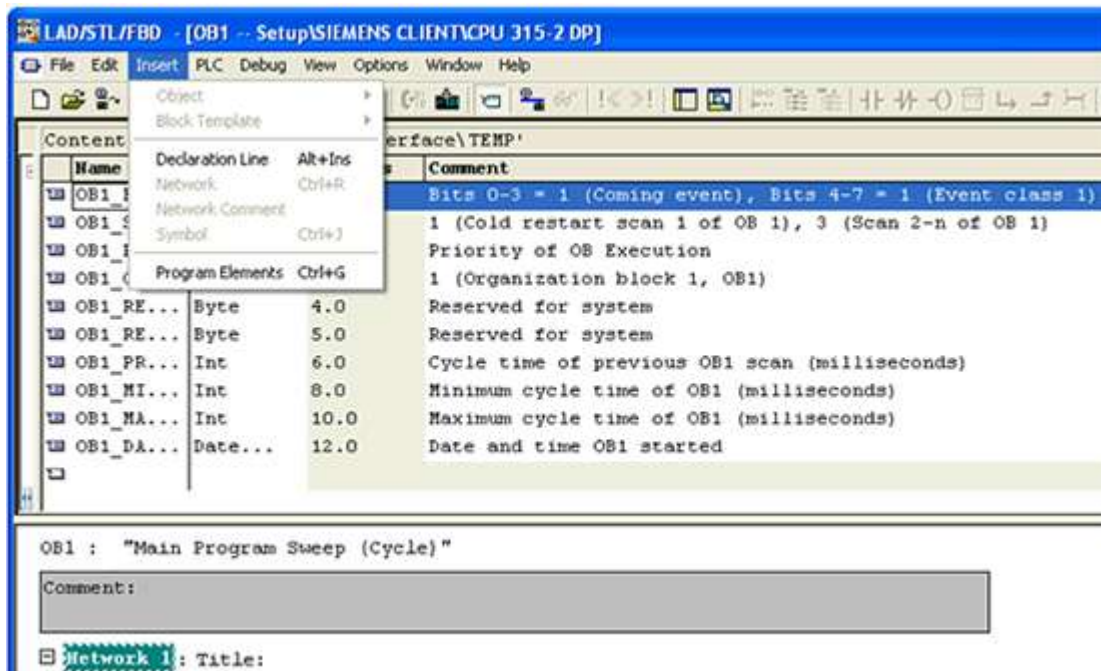 LAD/STL/FBD - [OB1 -- Setup\SIEMENS CLIENT\CPU 315-2 DP]
File Edit Insert PLC Debug View Options Window Help
Object
Block Template
Declaration Line Alt+Ins
Network Ctrl+R
Network Comment
Symbol Ctrl+J
Program Elements Ctrl+G
Content erface\TEMP'
Name Comment
OB1_ Bits 0-3 = 1 (Coming event), Bits 4-7 = 1 (Event class 1)
OB1_S 1 (Cold restart scan 1 of OB 1), 3 (Scan 2-n of OB 1)
OB1_ Priority of OB Execution
OB1_ 1 (Organization block 1, OB1)
OB1_RE... Byte 4.0 Reserved for system
OB1_RE... Byte 5.0 Reserved for system
OB1_PR... Int 6.0 Cycle time of previous OB1 scan (milliseconds)
OB1_MI... Int 8.0 Minimum cycle time of OB1 (milliseconds)
OB1_MA... Int 10.0 Maximum cycle time of OB1 (milliseconds)
OB1_DA... Date... 12.0 Date and time OB1 started
OB1 : "Main Program Sweep (Cycle)"
Comment:
Network 1: Title: